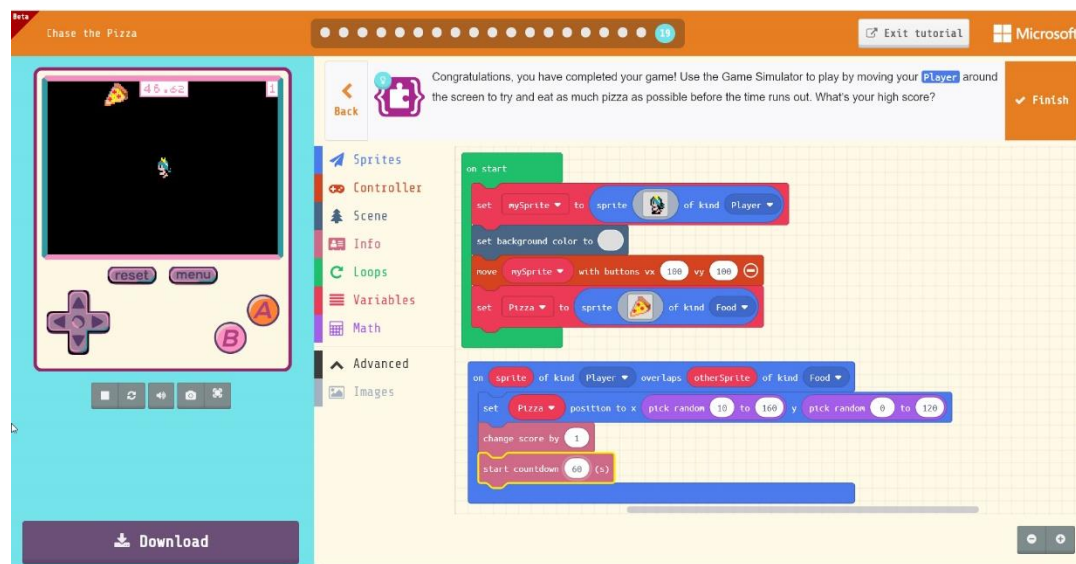 Beta
Chase the Pizza
19
Exit tutorial
Microsoft
46.62
1
Back
Congratulations, you have completed your game! Use the Game Simulator to play by moving your Player around
the screen to try and eat as much pizza as possible before the time runs out. What's your high score?
Finish
reset
menu
A
B
Download
Sprites
Controller
Scene
Info
Loops
Variables
Math
Advanced
Images
on start
set mySprite to sprite of kind Player
set background color to
move mySprite with buttons vx 100 vy 100
set Pizza to sprite of kind Food
on sprite of kind Player overlaps otherSprite of kind Food
set Pizza position to x pick random 10 to 160 y pick random 0 to 120
change score by 1
start countdown 60 (s)